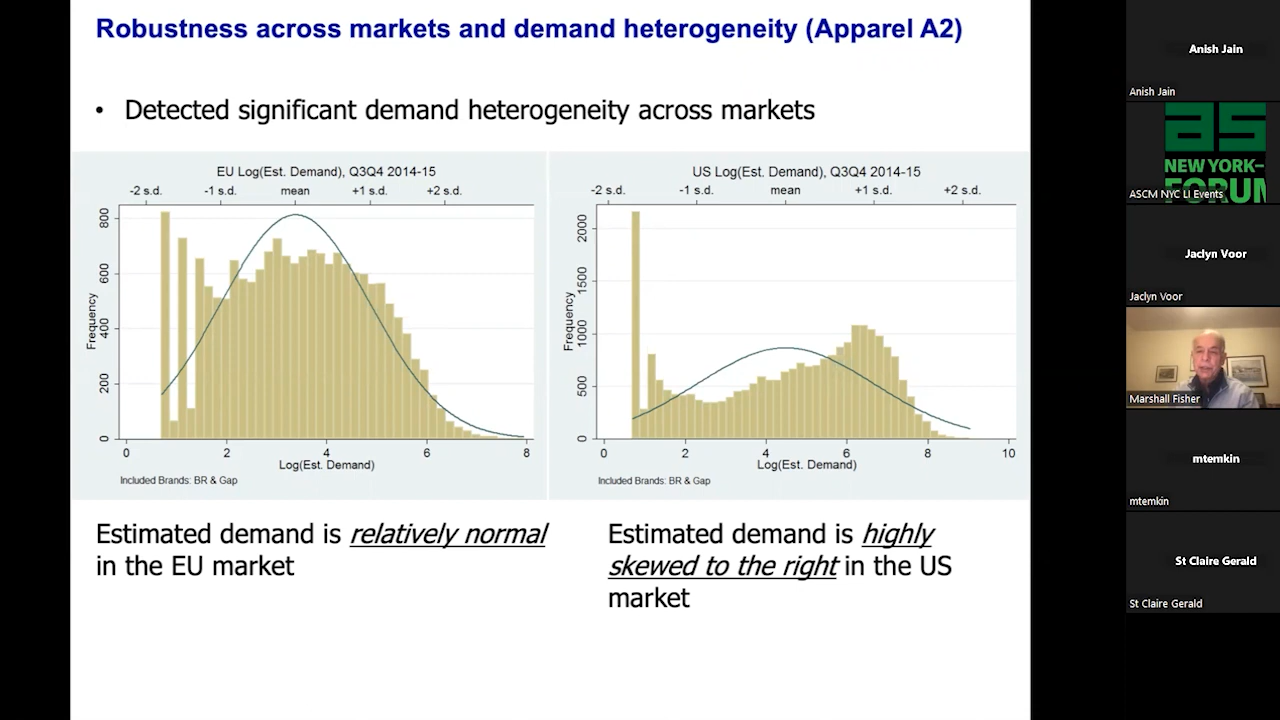 Robustness across markets and demand heterogeneity (Apparel A2)
• Detected significant demand heterogeneity across markets
EU Log(Est. Demand), Q3Q4 2014-15
-2 s.d. -1 s.d. mean +1 s.d. +2 s.d.
800
600
400
200
0
Frequency
0 2 4 6 8
Log(Est. Demand)
Included Brands: BR & Gap
US Log(Est. Demand), Q3Q4 2014-15
-2 s.d. -1 s.d. mean +1 s.d. +2 s.d.
2000
1500
1000
500
0
Frequency
0 2 4 6 8 10
Log(Est. Demand)
Included Brands: BR & Gap
Estimated demand is relatively normal
in the EU market
Estimated demand is highly
skewed to the right in the US
market
Anish Jain
Anish Jain
as
NEW YORK–
FORUM
ASCM NYC LI Events
Jaclyn Voor
Jaclyn Voor
Marshall Fisher
mtemkin
mtemkin
St Claire Gerald
St Claire Gerald